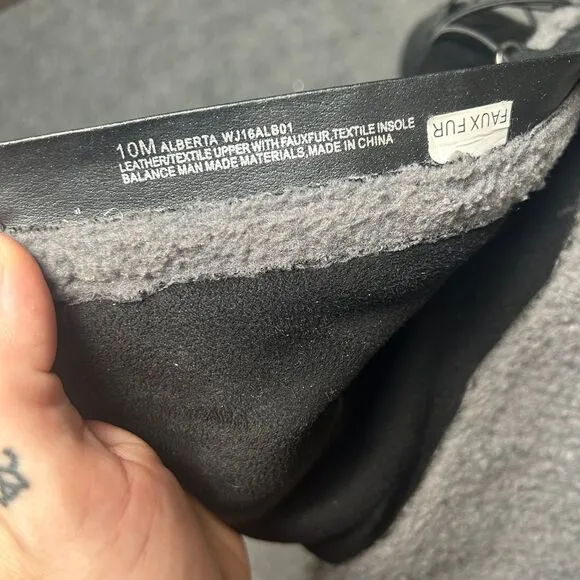 10M ALBERTA WJ16ALB01
LEATHER/TEXTILE UPPER WITH FAUXFUR, TEXTILE INSOLE
BALANCE MAN MADE MATERIALS, MADE IN CHINA
FAUX FUR